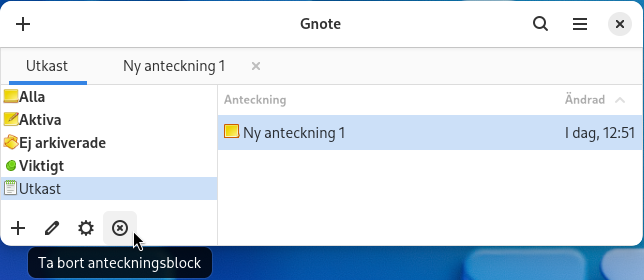 Gnote
Utkast
Ny anteckning 1
Alla
Aktiva
Ej arkiverade
Viktigt
Utkast
Anteckning
Ändrad
Ny anteckning 1
I dag, 12:51
Ta bort anteckningsblock